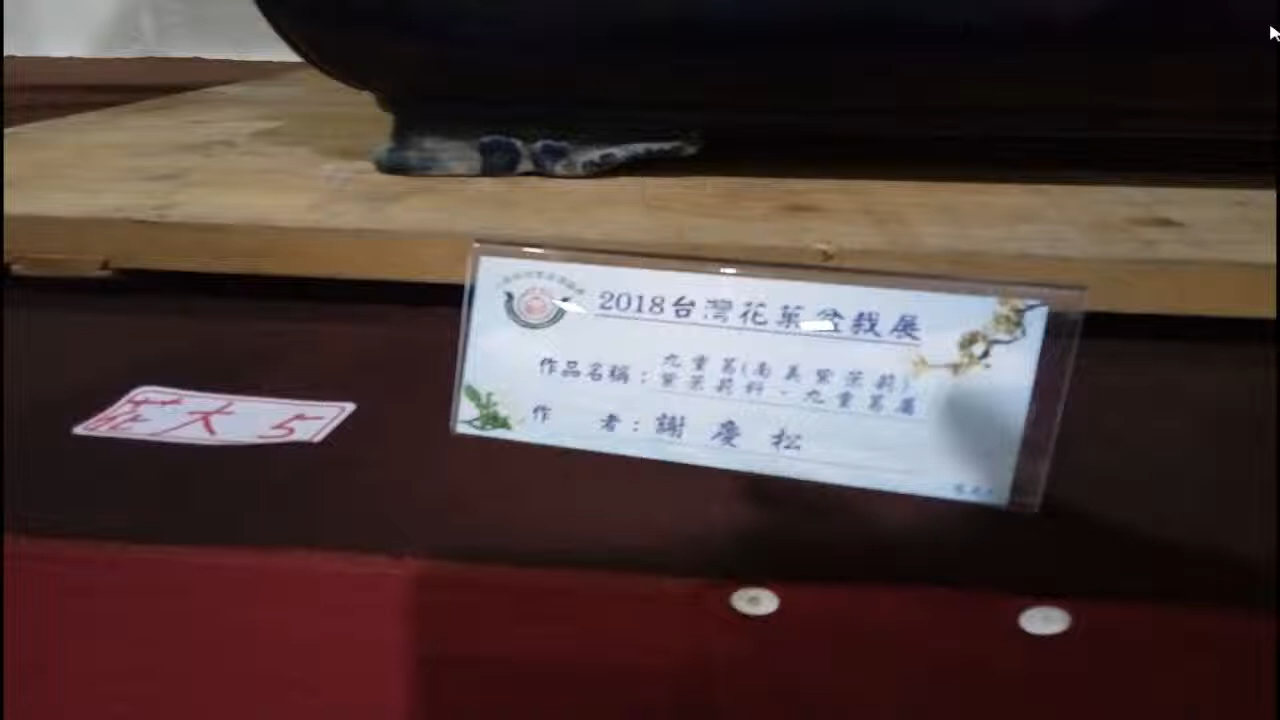 2018台灣花菓盆栽展
作品名稱：九重葛(南美紫茉莉)
紫茉莉科、九重葛屬
作　者：謝慶松
花大5